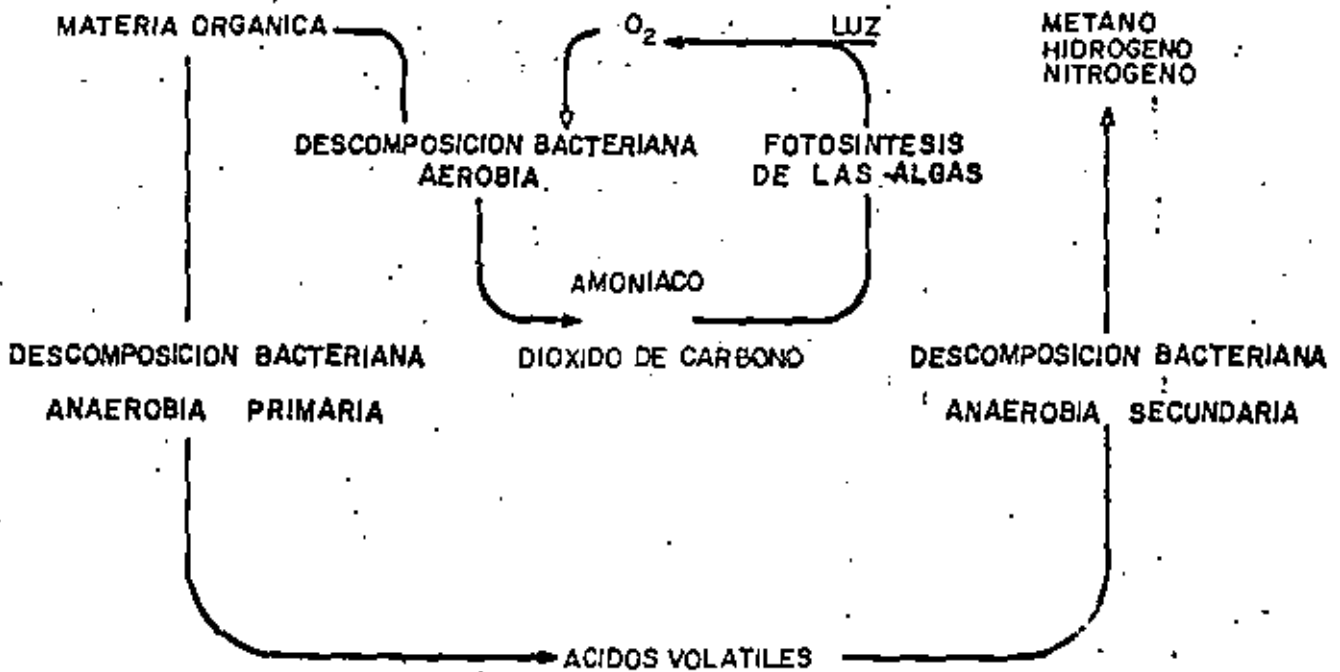 MATERIA ORGANICA
O2
LUZ
METANO
HIDROGENO
NITROGENO
DESCOMPOSICION BACTERIANA
AEROBIA
FOTOSINTESIS
DE LAS ALGAS
AMONIACO
DIOXIDO DE CARBONO
DESCOMPOSICION BACTERIANA
ANAEROBIA PRIMARIA
DESCOMPOSICION BACTERIANA
ANAEROBIA SECUNDARIA
ACIDOS VOLATILES